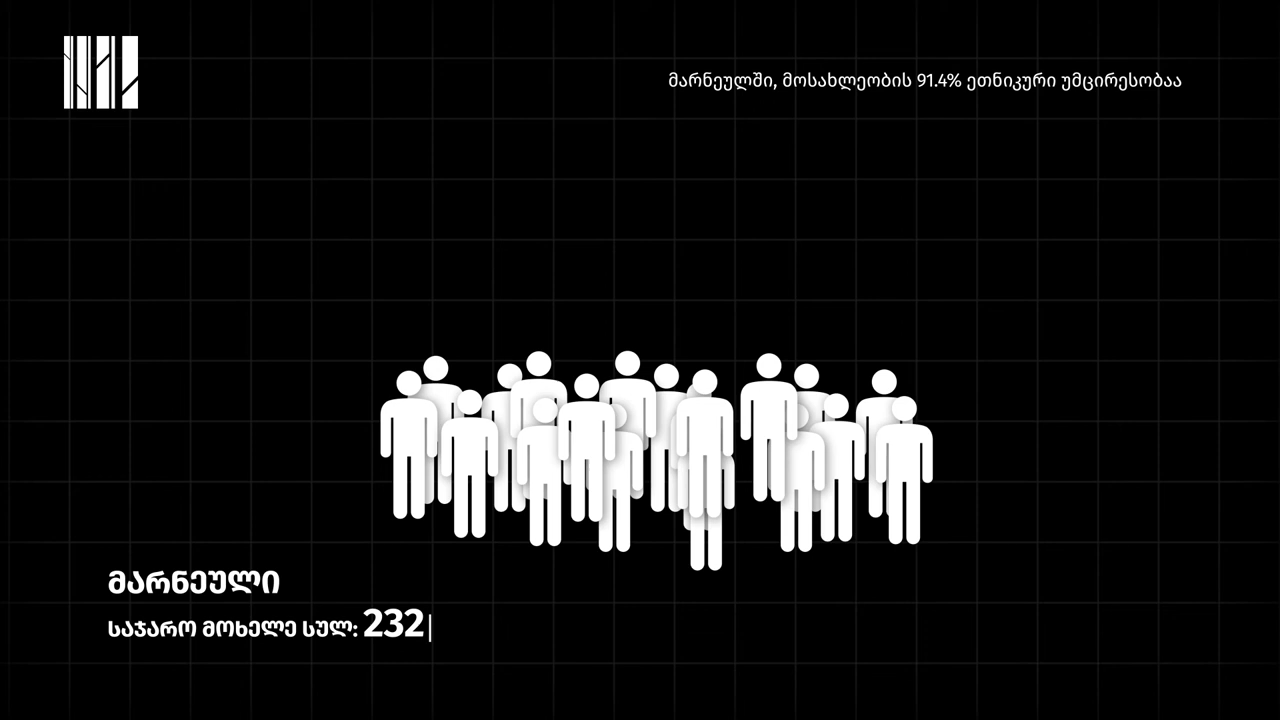 მარნეულში, მოსახლეობის 91.4% ეთნიკური უმცირესობაა
მარნეული
საჯარო მოხელე სულ: 232